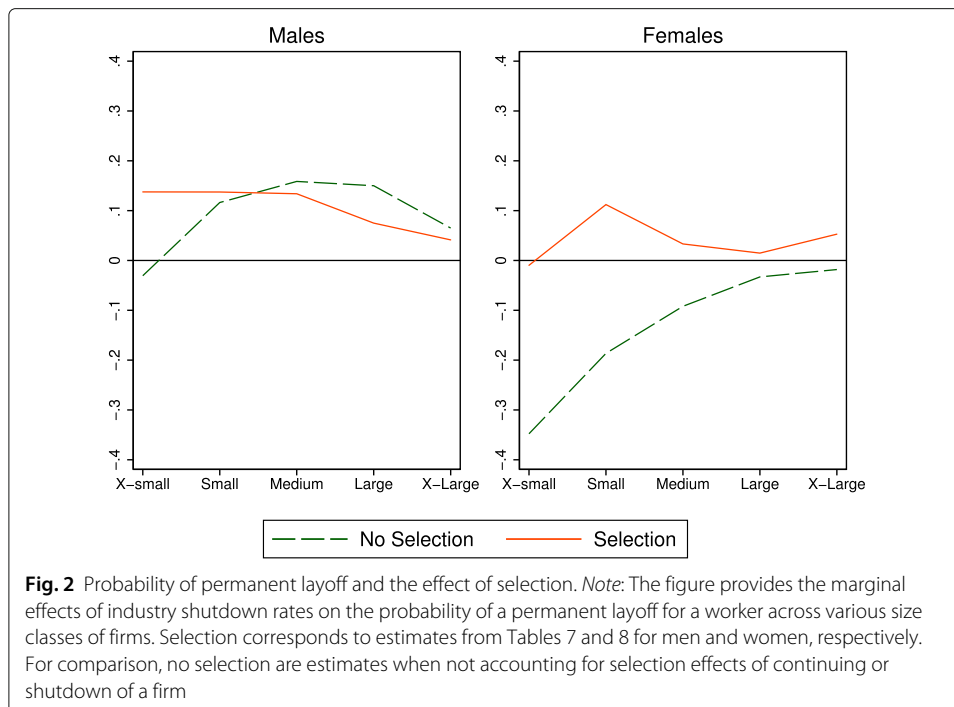 Males
Females
.4
.3
.2
.1
0
−.1
−.2
−.3
−.4
X−small Small Medium Large X−Large
.4
.3
.2
.1
0
−.1
−.2
−.3
−.4
X−small Small Medium Large X−Large
No Selection Selection
Fig. 2 Probability of permanent layoff and the effect of selection. Note: The figure provides the marginal
effects of industry shutdown rates on the probability of a permanent layoff for a worker across various size
classes of firms. Selection corresponds to estimates from Tables 7 and 8 for men and women, respectively.
For comparison, no selection are estimates when not accounting for selection effects of continuing or
shutdown of a firm